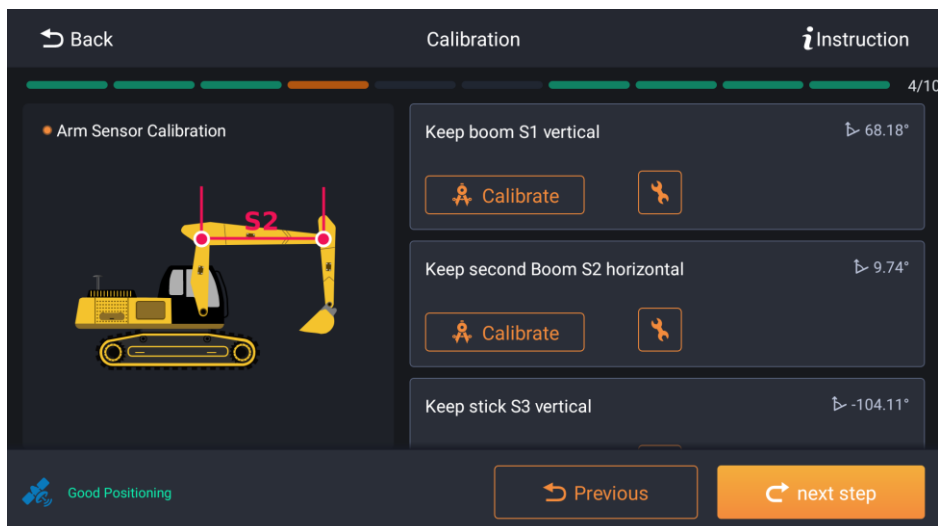 Back
Calibration
Instruction
4/10
Arm Sensor Calibration
S2
Keep boom S1 vertical
68.18°
Calibrate
Keep second Boom S2 horizontal
9.74°
Calibrate
Keep stick S3 vertical
-104.11°
Good Positioning
Previous
next step